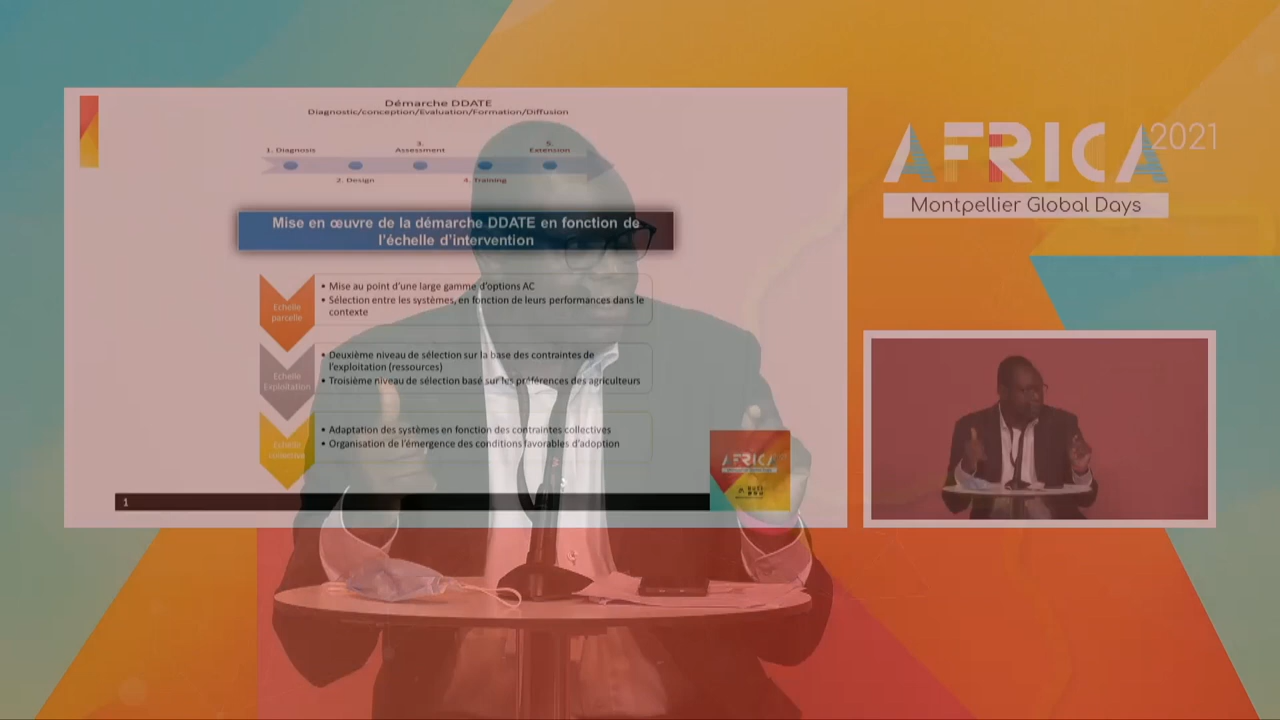 Démarche DDATE
Diagnostic/conception/Evaluation/Formation/Diffusion
1. Diagnosis
3.
Assessment
5.
Extension
2. Design
4. Training
Mise en œuvre de la démarche DDATE en fonction de
l'échelle d'intervention
Echelle
parcelle
• Mise au point d'une large gamme d'options AC
• Sélection entre les systèmes, en fonction de leurs performances dans le
contexte
Echelle
Exploitation
• Deuxième niveau de sélection sur la base des contraintes de
l'exploitation (ressources)
• Troisième niveau de sélection basé sur les préférences des agriculteurs
Echelle
collective
• Adaptation des systèmes en fonction des contraintes collectives
• Organisation de l'émergence des conditions favorables d'adoption
1
AFRICA
AFRICA 2021
Montpellier Global Days